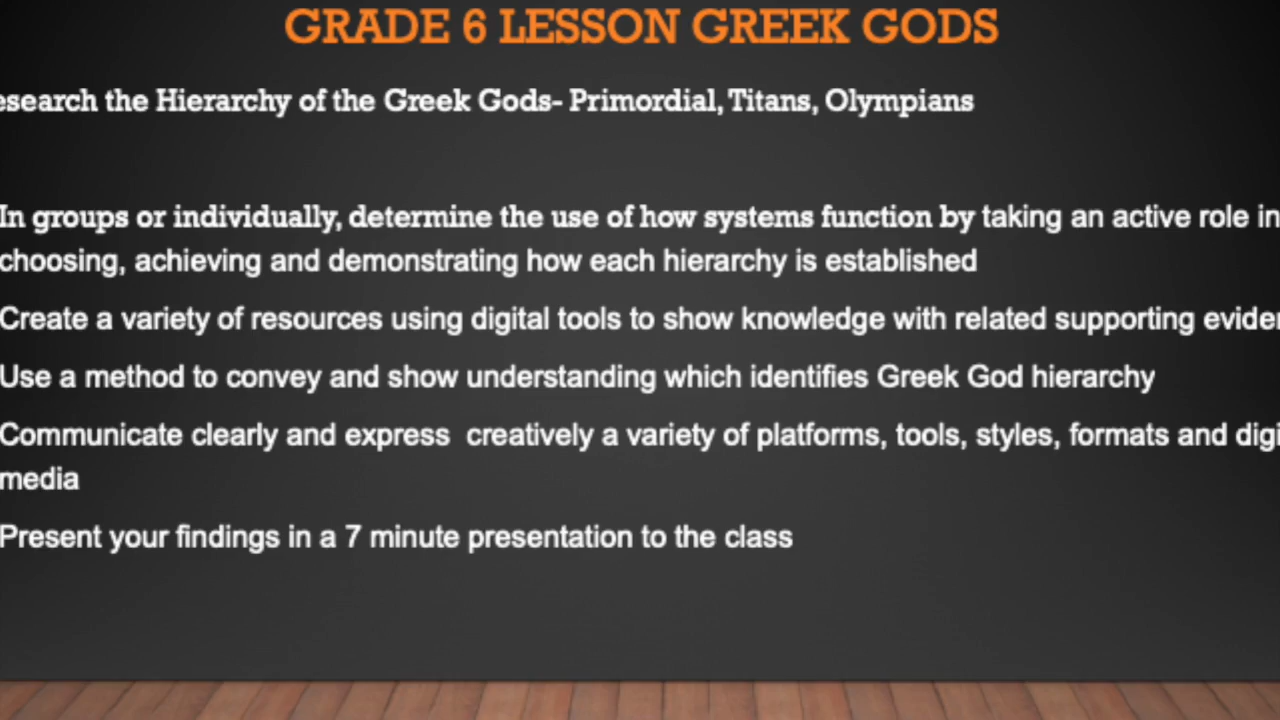 GRADE 6 LESSON GREEK GODS
esearch the Hierarchy of the Greek Gods- Primordial, Titans, Olympians
In groups or individually, determine the use of how systems function by taking an active role in
choosing, achieving and demonstrating how each hierarchy is established
Create a variety of resources using digital tools to show knowledge with related supporting eviden
Use a method to convey and show understanding which identifies Greek God hierarchy
Communicate clearly and express  creatively a variety of platforms, tools, styles, formats and digi
media
Present your findings in a 7 minute presentation to the class